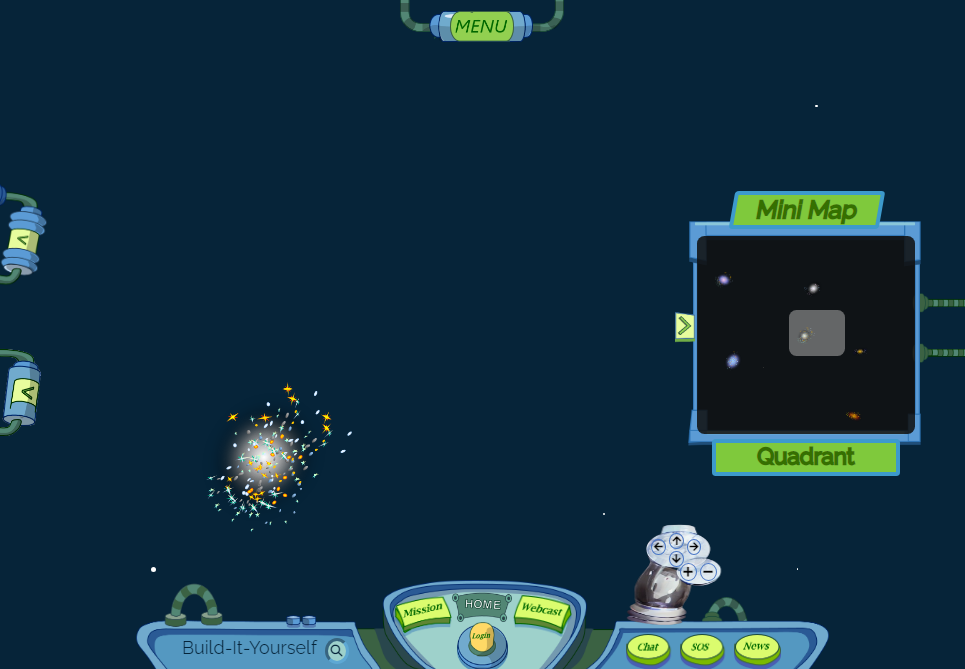 MENU
Mini Map
Quadrant
Mission
HOME
Webcast
Login
Build-It-Yourself
Chat
SOS
News